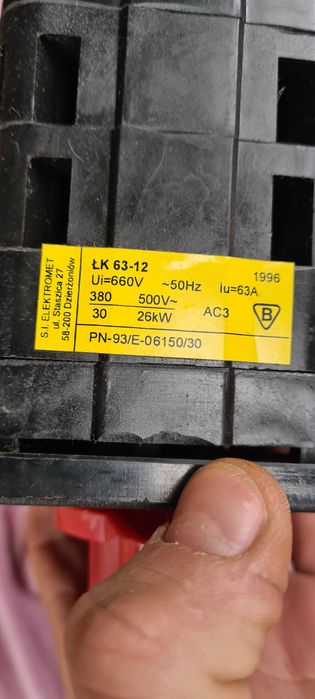 S.I. ELEKTROMET
ul. Staszica 27
58-200 Dzierżoniów
ŁK 63-12
1996
Ui=660V ~50Hz Iu=63A
380 500V~
30 26kW AC3
B
PN-93/E-06150/30